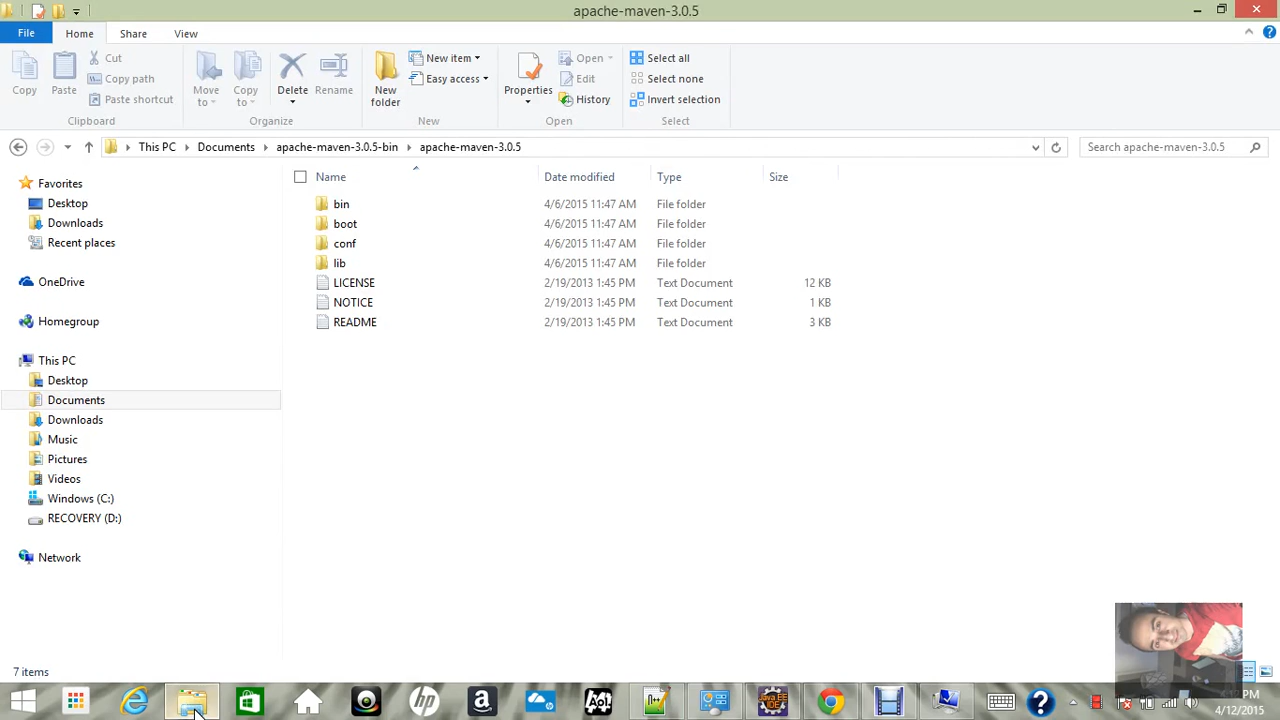 apache-maven-3.0.5
File Home Share View
Copy
Paste
Cut
Copy path
Paste shortcut
Clipboard
Move to
Copy to
Delete
Rename
Organize
New folder
New item
Easy access
New
Properties
Open
Edit
History
Open
Select all
Select none
Invert selection
Select
This PC Documents apache-maven-3.0.5-bin apache-maven-3.0.5
Search apache-maven-3.0.5
Favorites
Desktop
Downloads
Recent places
OneDrive
Homegroup
This PC
Desktop
Documents
Downloads
Music
Pictures
Videos
Windows (C:)
RECOVERY (D:)
Network
Name Date modified Type Size
bin 4/6/2015 11:47 AM File folder
boot 4/6/2015 11:47 AM File folder
conf 4/6/2015 11:47 AM File folder
lib 4/6/2015 11:47 AM File folder
LICENSE 2/19/2013 1:45 PM Text Document 12 KB
NOTICE 2/19/2013 1:45 PM Text Document 1 KB
README 2/19/2013 1:45 PM Text Document 3 KB
7 items
hp
a
Aol
Java EE
IDE
?
PM
4/12/2015